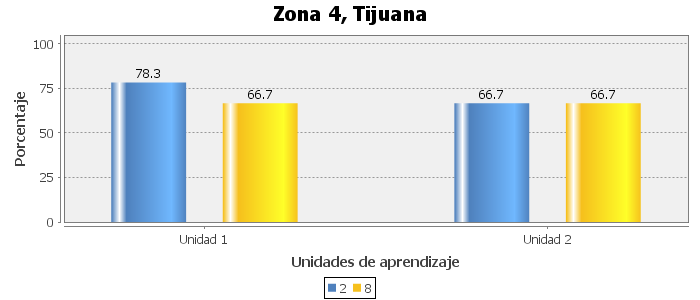 Zona 4, Tijuana
Porcentaje
100
75
50
25
0
78.3
66.7
66.7
66.7
Unidad 1
Unidad 2
Unidades de aprendizaje
2 8